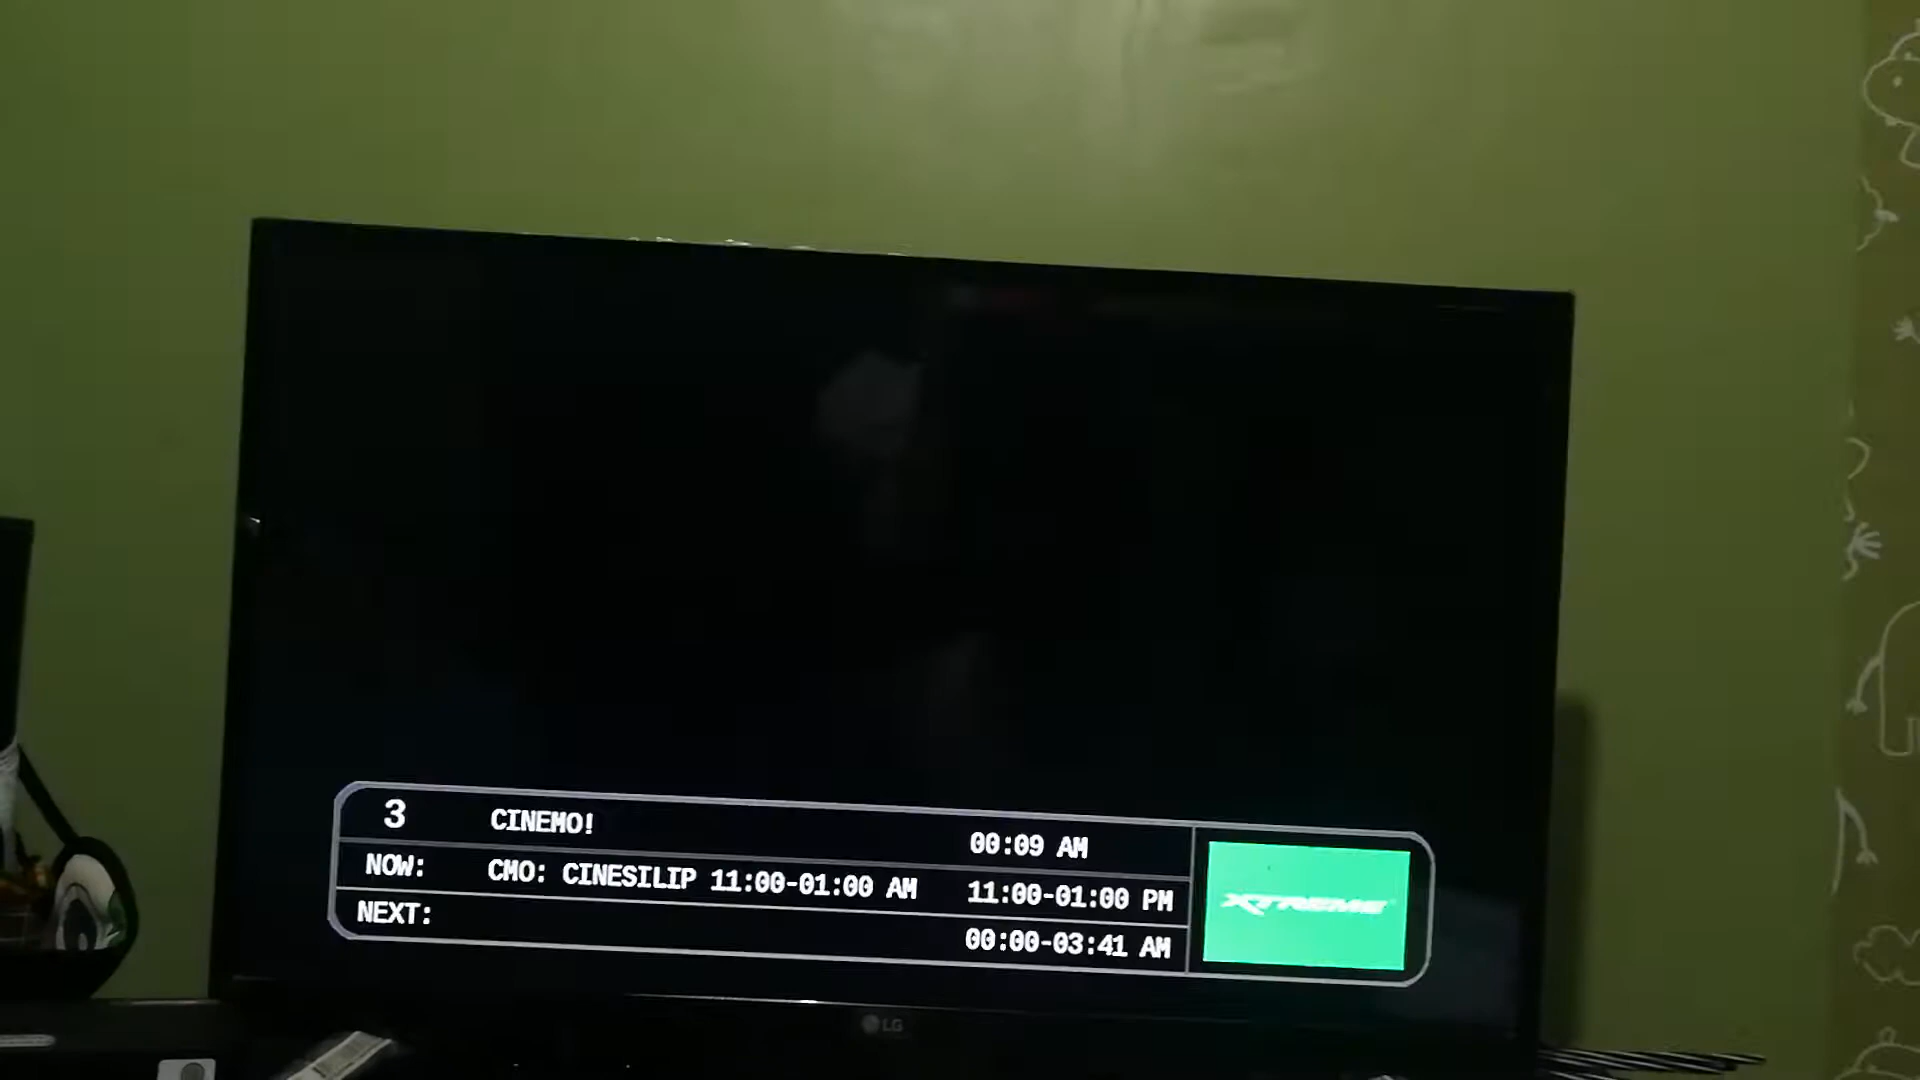 3 CINEMO! 00:09 AM
NOW: CMO: CINESILIP 11:00-01:00 AM 11:00-01:00 PM
NEXT: 00:00-03:41 AM
XTREME
LG